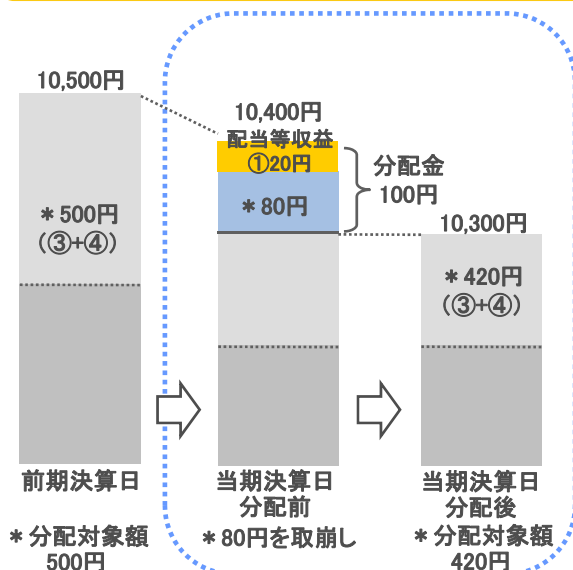 10,500円
10,400円
配当等収益
①20円
分配金
100円
*500円
(③+④)
*80円
10,300円
*420円
(③+④)
前期決算日
当期決算日
分配前
当期決算日
分配後
*分配対象額
500円
*80円を取崩し
*分配対象額
420円